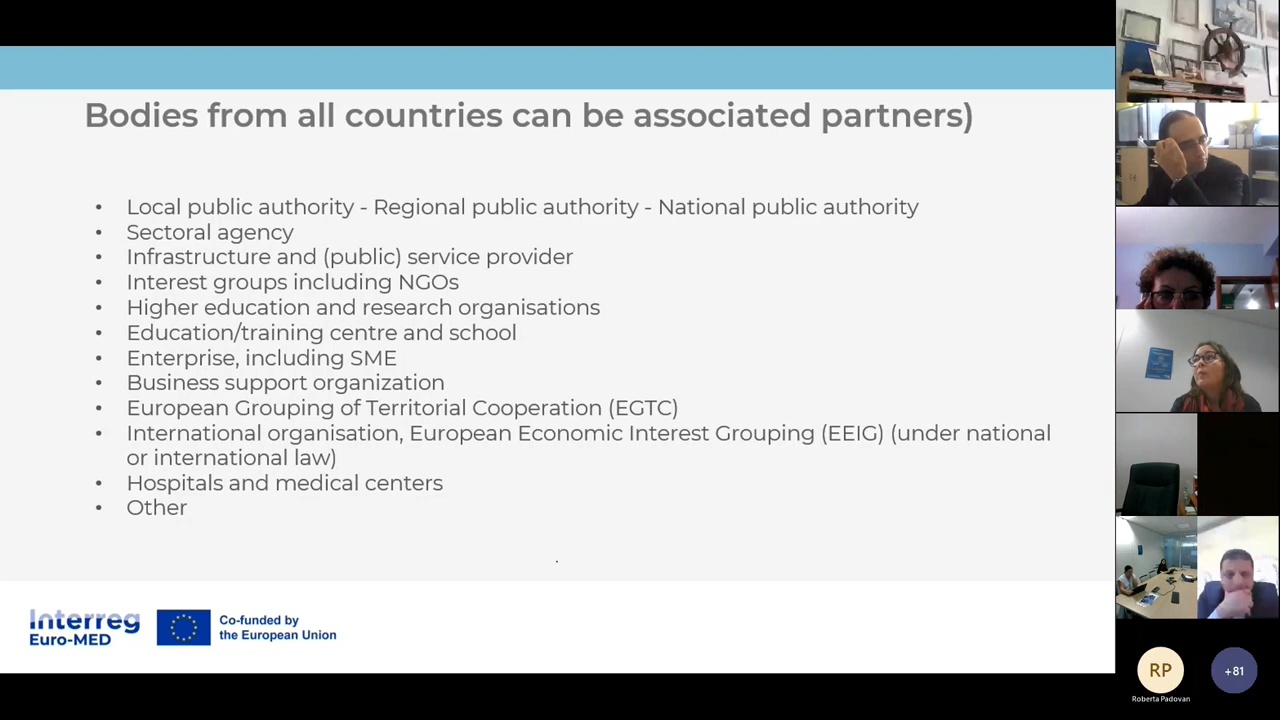 Bodies from all countries can be associated partners)
• Local public authority - Regional public authority - National public authority
• Sectoral agency
• Infrastructure and (public) service provider
• Interest groups including NGOs
• Higher education and research organisations
• Education/training centre and school
• Enterprise, including SME
• Business support organization
• European Grouping of Territorial Cooperation (EGTC)
• International organisation, European Economic Interest Grouping (EEIG) (under national
or international law)
• Hospitals and medical centers
• Other
.
Interreg
Euro-MED
Co-funded by
the European Union
RP
+81
Roberta Padovan